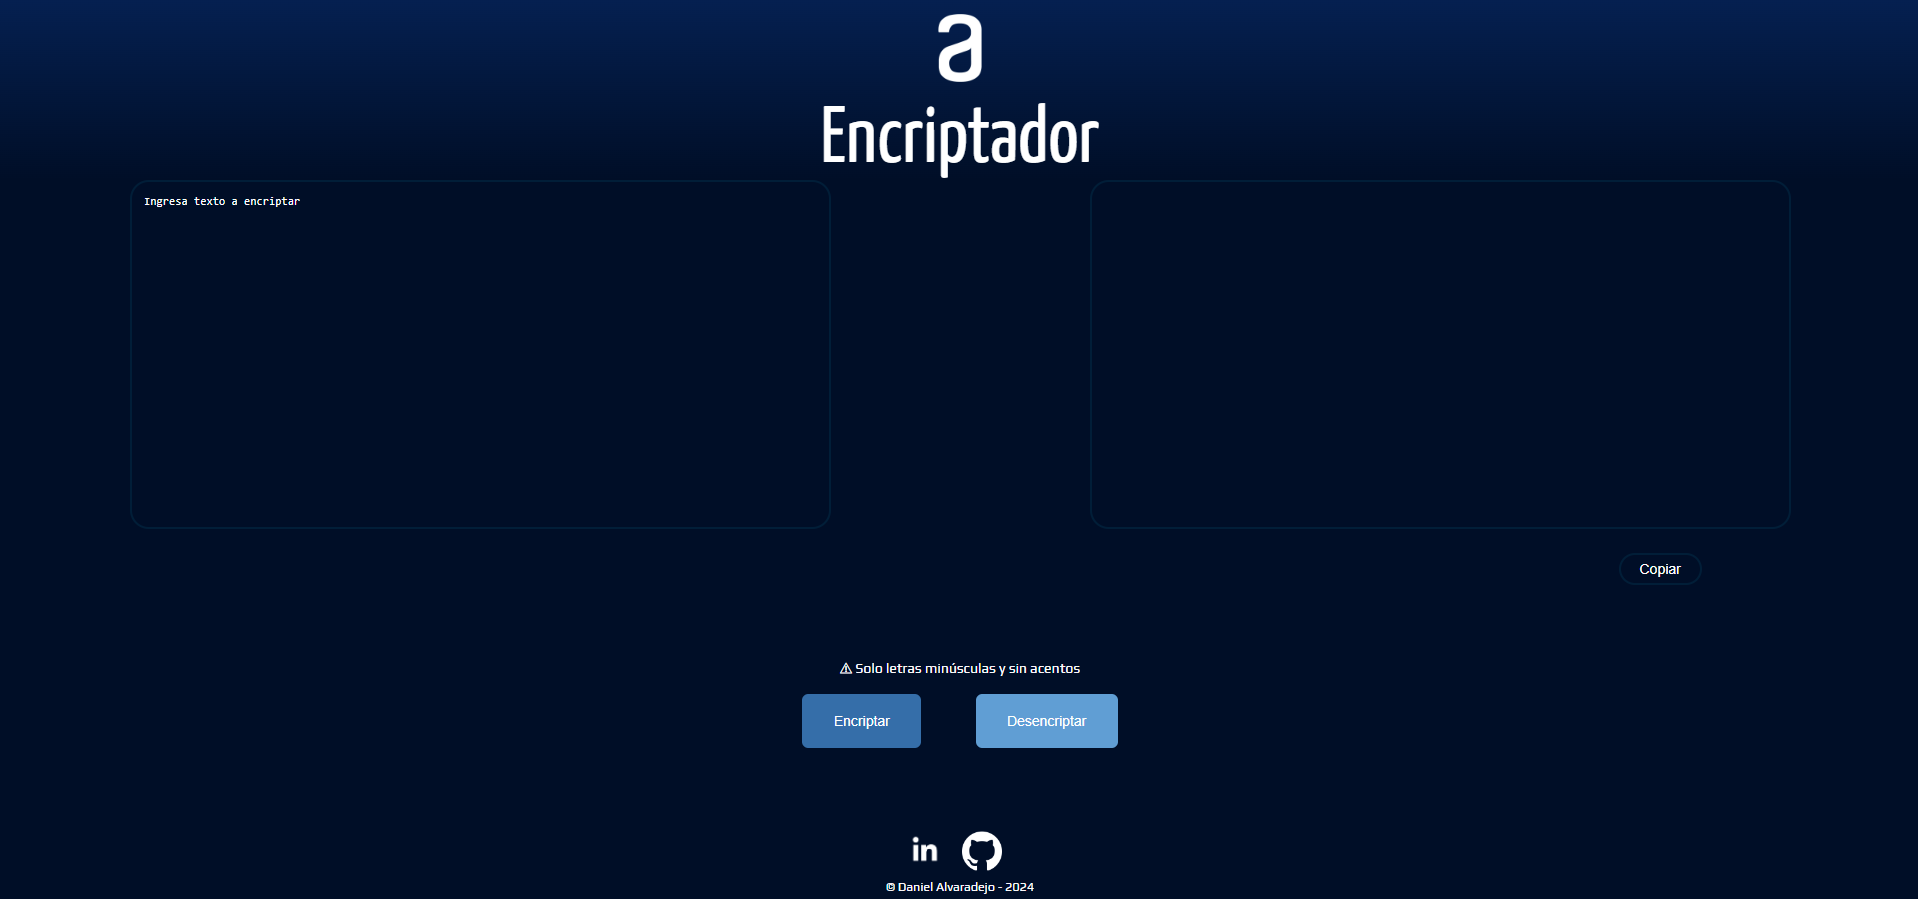 a
Encriptador
Ingresa texto a encriptar
Copiar
⚠ Solo letras minúsculas y sin acentos
Encriptar
Desencriptar
in
© Daniel Alvaradejo - 2024